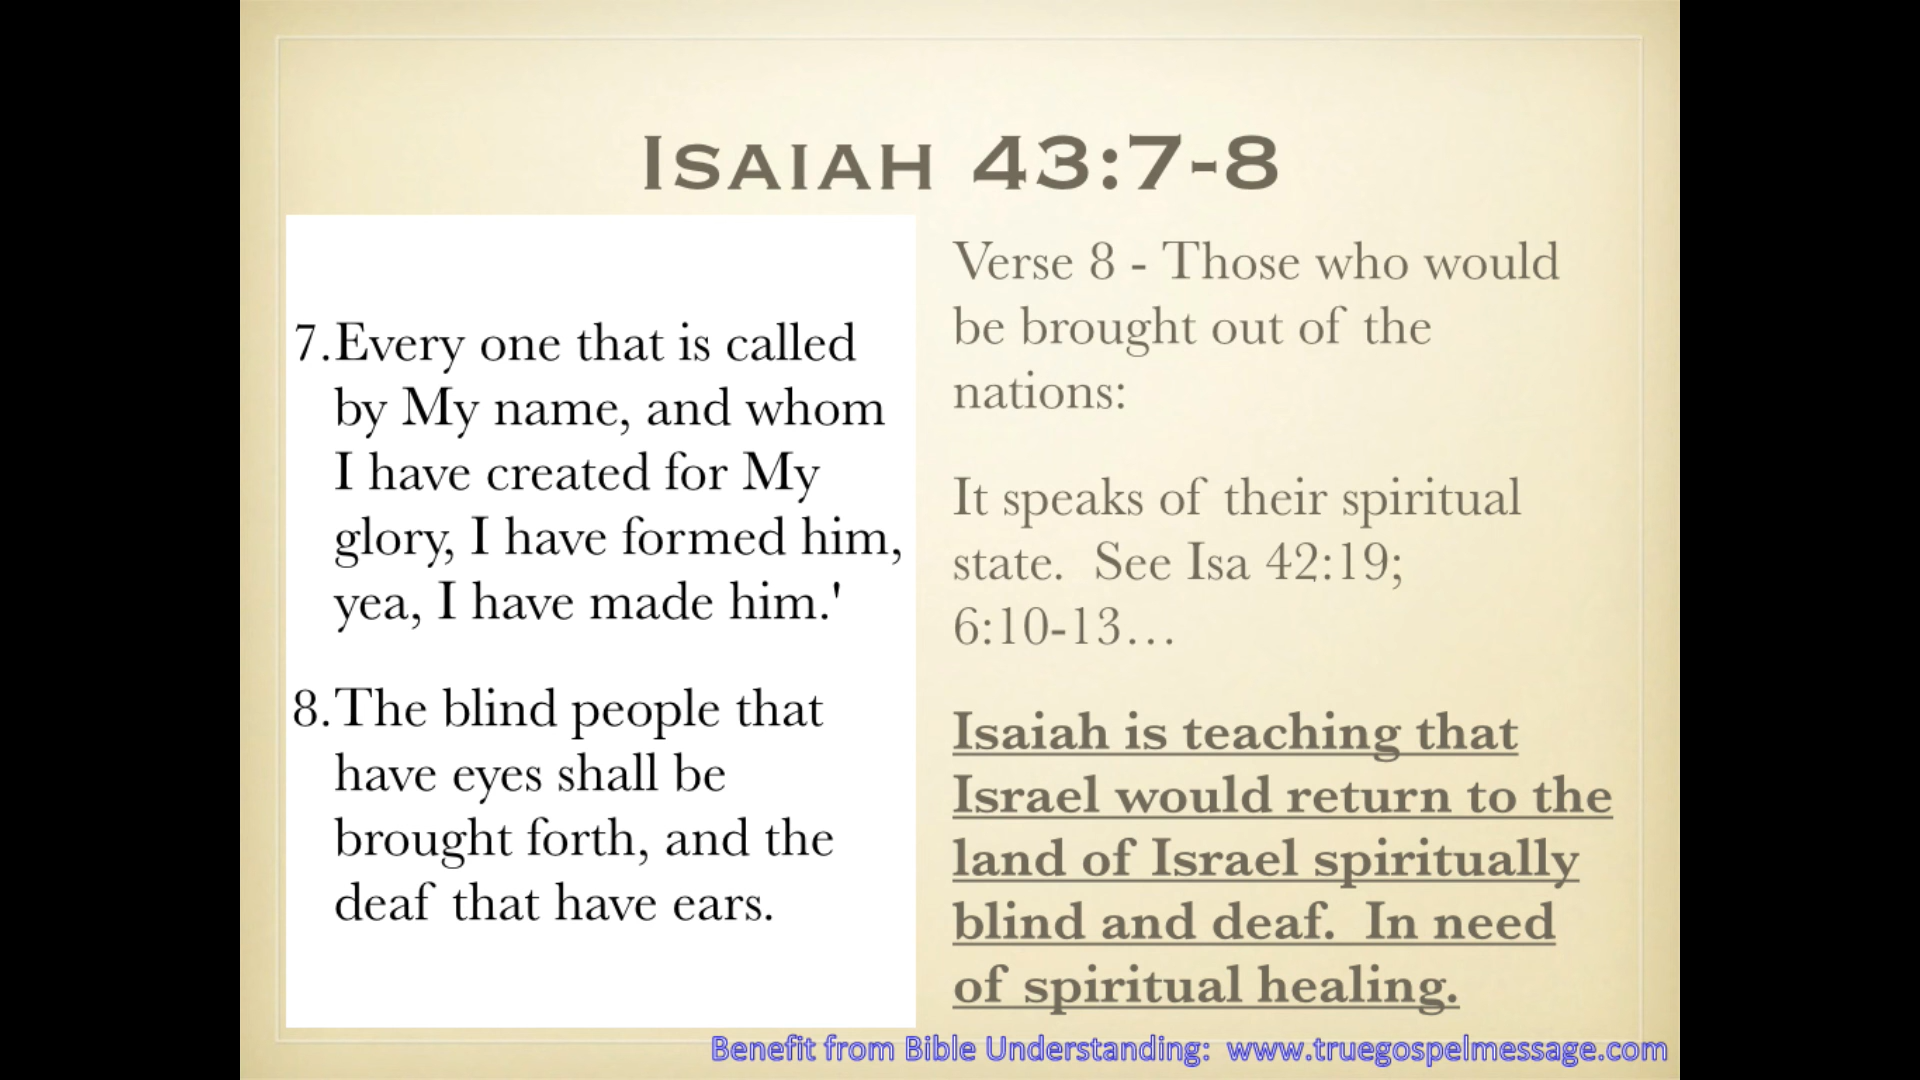 Isaiah 43:7-8
7.Every one that is called
by My name, and whom
I have created for My
glory, I have formed him,
yea, I have made him.'
8.The blind people that
have eyes shall be
brought forth, and the
deaf that have ears.
Verse 8 - Those who would
be brought out of the
nations:
It speaks of their spiritual
state. See Isa 42:19;
6:10-13…
Isaiah is teaching that
Israel would return to the
land of Israel spiritually
blind and deaf. In need
of spiritual healing.
Benefit from Bible Understanding: www.truegospelmessage.com